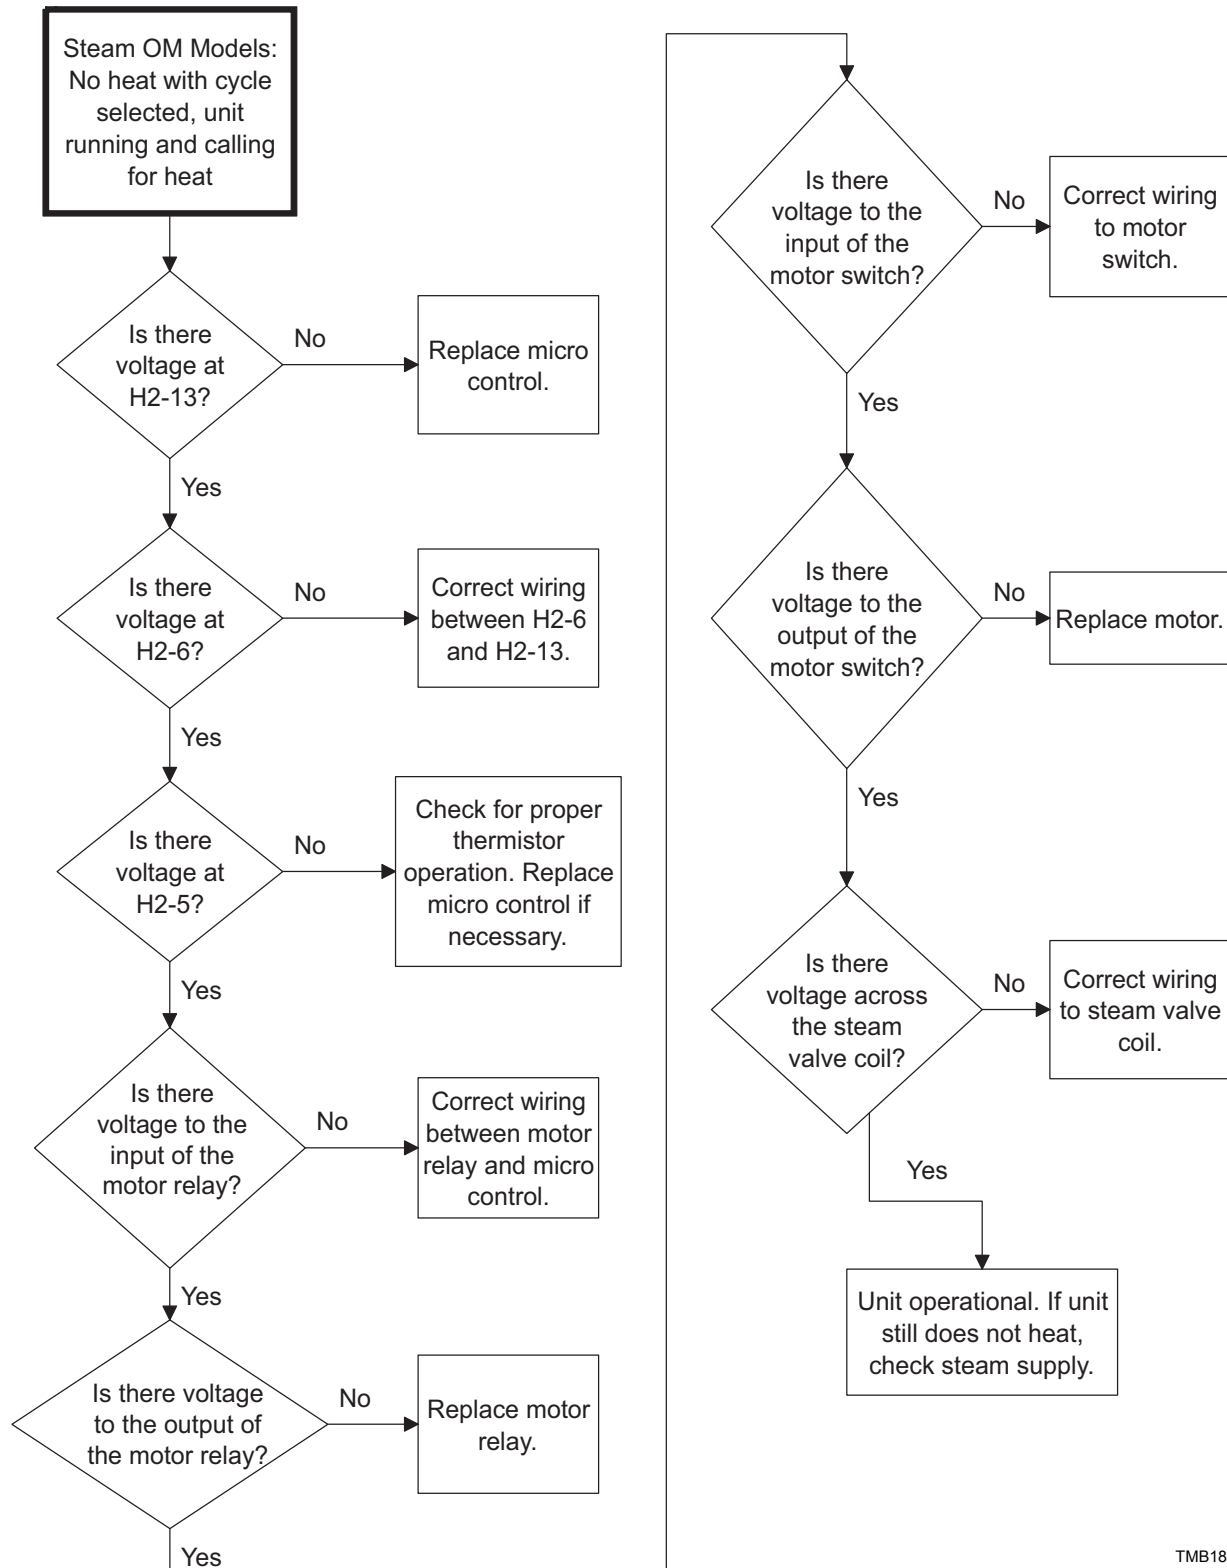 Steam OM Models:
No heat with cycle
selected, unit
running and calling
for heat
Is there
voltage at
H2-13?
No
Replace micro
control.
Yes
Is there
voltage at
H2-6?
No
Correct wiring
between H2-6
and H2-13.
Yes
Is there
voltage at
H2-5?
No
Check for proper
thermistor
operation. Replace
micro control if
necessary.
Yes
Is there
voltage to the
input of the
motor relay?
No
Correct wiring
between motor
relay and micro
control.
Yes
Is there voltage
to the output of
the motor relay?
No
Replace motor
relay.
Yes
Is there
voltage to the
input of the
motor switch?
No
Correct wiring
to motor
switch.
Yes
Is there
voltage to the
output of the
motor switch?
No
Replace motor.
Yes
Is there
voltage across
the steam
valve coil?
No
Correct wiring
to steam valve
coil.
Yes
Unit operational. If unit
still does not heat,
check steam supply.
TMB18